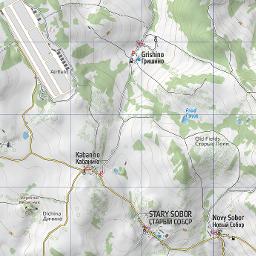 Grishino
Гришино
Airfield
Pond
Пруд
Old Fields
Старые Поля
Kabanino
Кабанино
Dichina
Дичина
STARY SOBOR
СТАРЫЙ СОБОР
Novy Sobor
Новый Собор